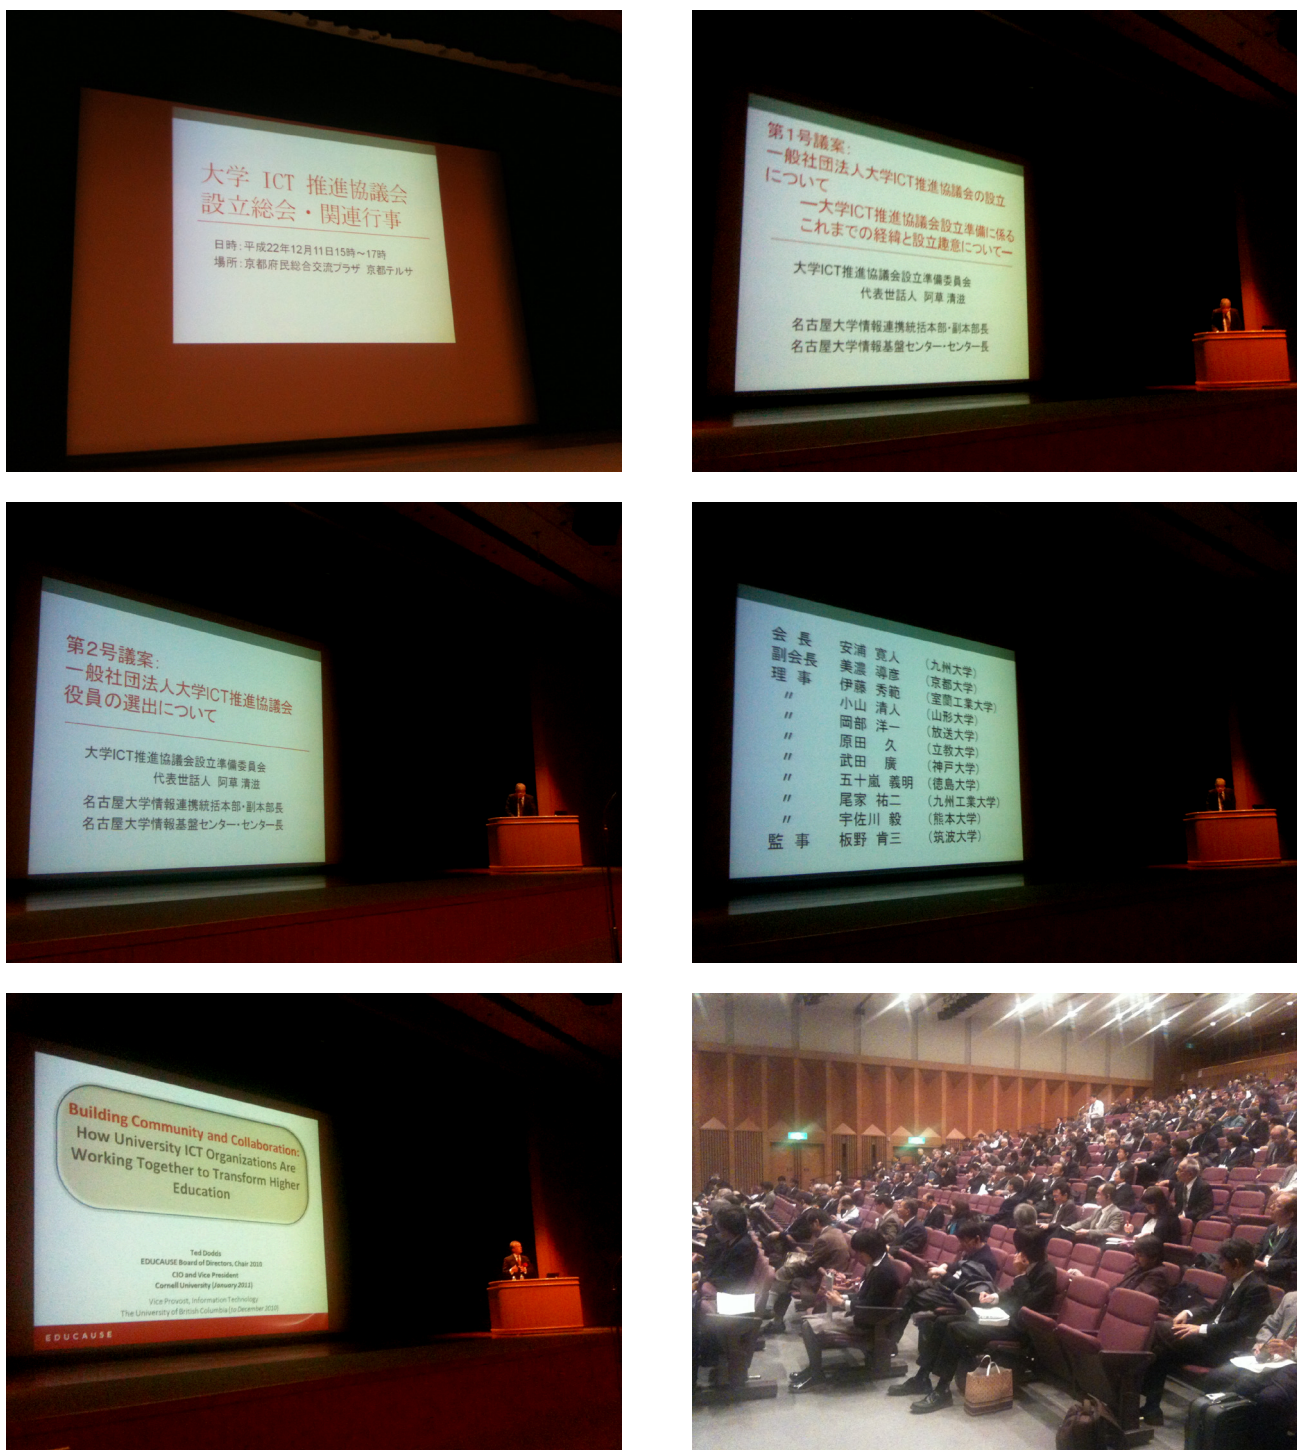 大学 ICT 推進協議会
設立総会・関連行事
日時：平成22年12月11日15時～17時
場所：京都府民総合交流プラザ 京都テルサ
第1号議案：
一般社団法人大学ICT推進協議会の設立
について
ー大学ICT推進協議会設立準備に係る
これまでの経緯と設立趣意についてー
大学ICT推進協議会設立準備委員会
代表世話人 阿草 清滋
名古屋大学情報連携統括本部・副本部長
名古屋大学情報基盤センター・センター長
第2号議案：
一般社団法人大学ICT推進協議会
役員の選出について
大学ICT推進協議会設立準備委員会
代表世話人 阿草 清滋
名古屋大学情報連携統括本部・副本部長
名古屋大学情報基盤センター・センター長
会 長 安浦 寛人 （九州大学）
副会長 美濃 導彦 （京都大学）
理 事 伊藤 秀範 （室蘭工業大学）
〃 小山 清人 （山形大学）
〃 岡部 洋一 （放送大学）
〃 原田 久 （立教大学）
〃 武田 廣 （神戸大学）
〃 五十嵐 義明 （徳島大学）
〃 尾家 祐二 （九州工業大学）
〃 宇佐川 毅 （熊本大学）
監 事 板野 肯三 （筑波大学）
Building Community and Collaboration:
How University ICT Organizations Are
Working Together to Transform Higher
Education
Ted Dodds
EDUCAUSE Board of Directors, Chair 2010
CIO and Vice President
Cornell University (January 2011)
Vice Provost, Information Technology
The University of British Columbia (to December 2010)
EDUCAUSE